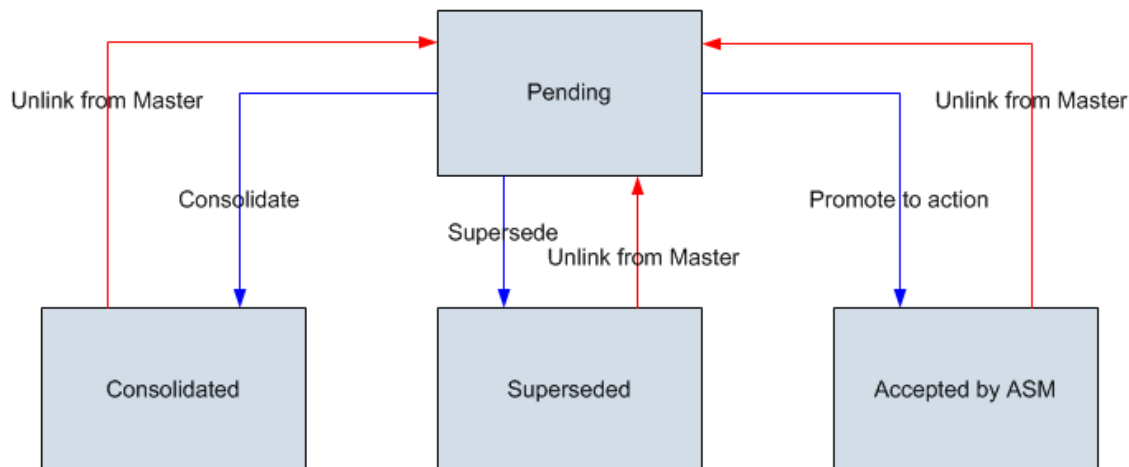 Pending
Unlink from Master
Unlink from Master
Consolidate
Promote to action
Supersede
Unlink from Master
Consolidated
Superseded
Accepted by ASM